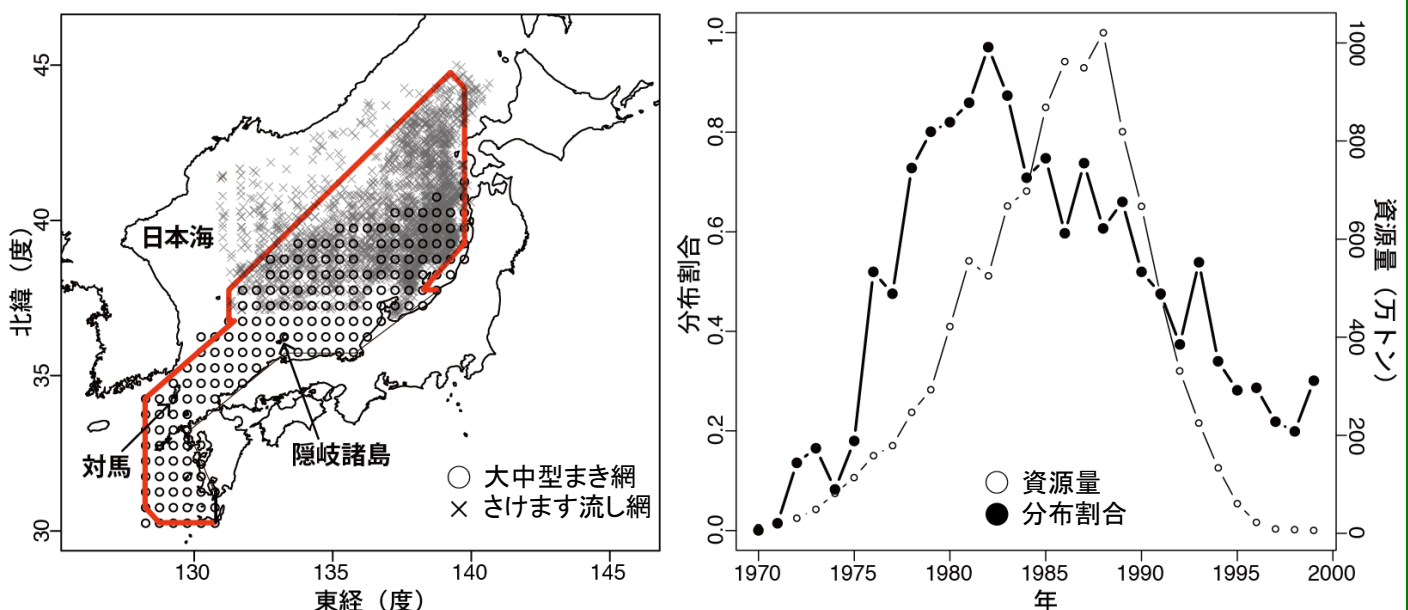 45
40
35
30
北緯（度）
130
135
140
145
東経（度）
日本海
対馬
隠岐諸島
大中型まき網
さけます流し網
1.0
0.8
0.6
0.4
0.2
0.0
分布割合
1000
800
600
400
200
0
資源量（万トン）
資源量
分布割合
1970
1975
1980
1985
1990
1995
2000
年